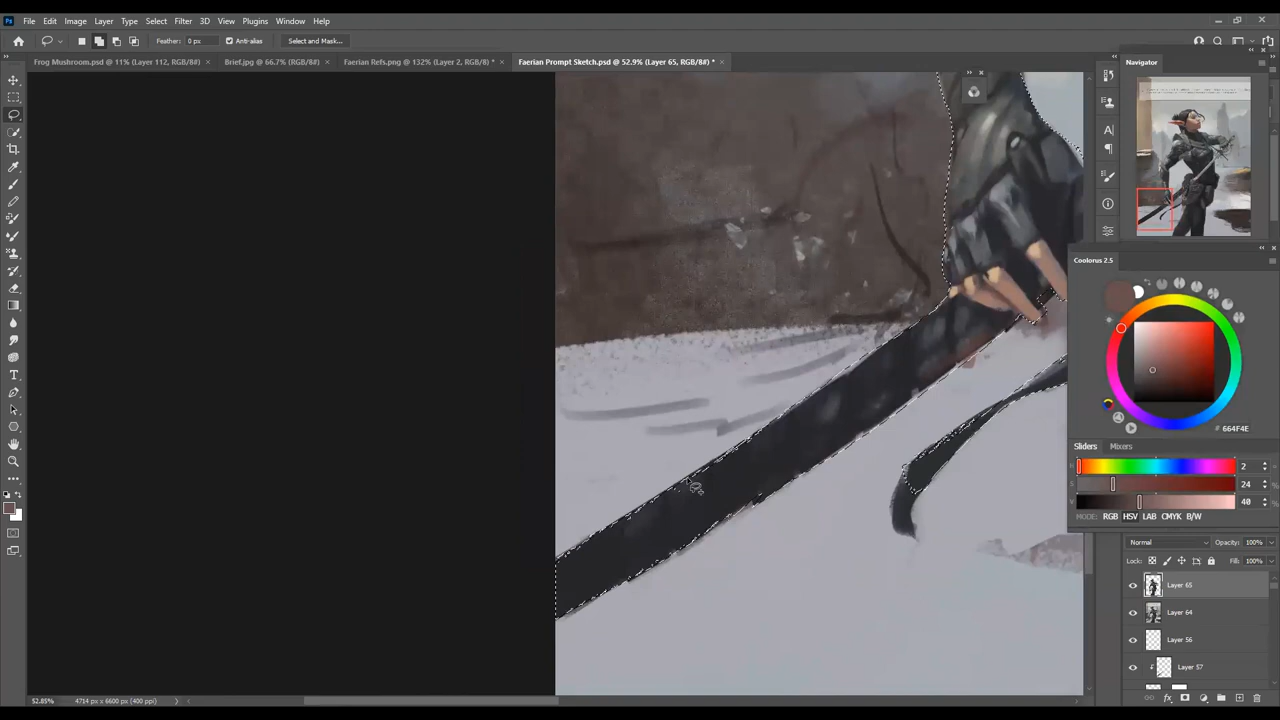 Ps File Edit Image Layer Type Select Filter 3D View Plugins Window Help
Feather: 0 px Anti-alias Select and Mask...
Frog Mushroom.psd @ 11% (Layer 112, RGB/8#) × Brief.jpg @ 66.7% (RGB/8#) × Faerian Refs.png @ 132% (Layer 2, RGB/8#) * × Faerian Prompt Sketch.psd @ 52.9% (Layer 65, RGB/8#) * ×
Navigator
Coolorus 2.5
# 664F4E
Sliders Mixers
H 2
S 24 %
V 40 %
MODE: RGB HSV LAB CMYK B/W
Normal Opacity: 100%
Lock: Fill: 100%
Layer 65
Layer 64
Layer 56
Layer 57
52.85% 4714 px x 6600 px (400 ppi)